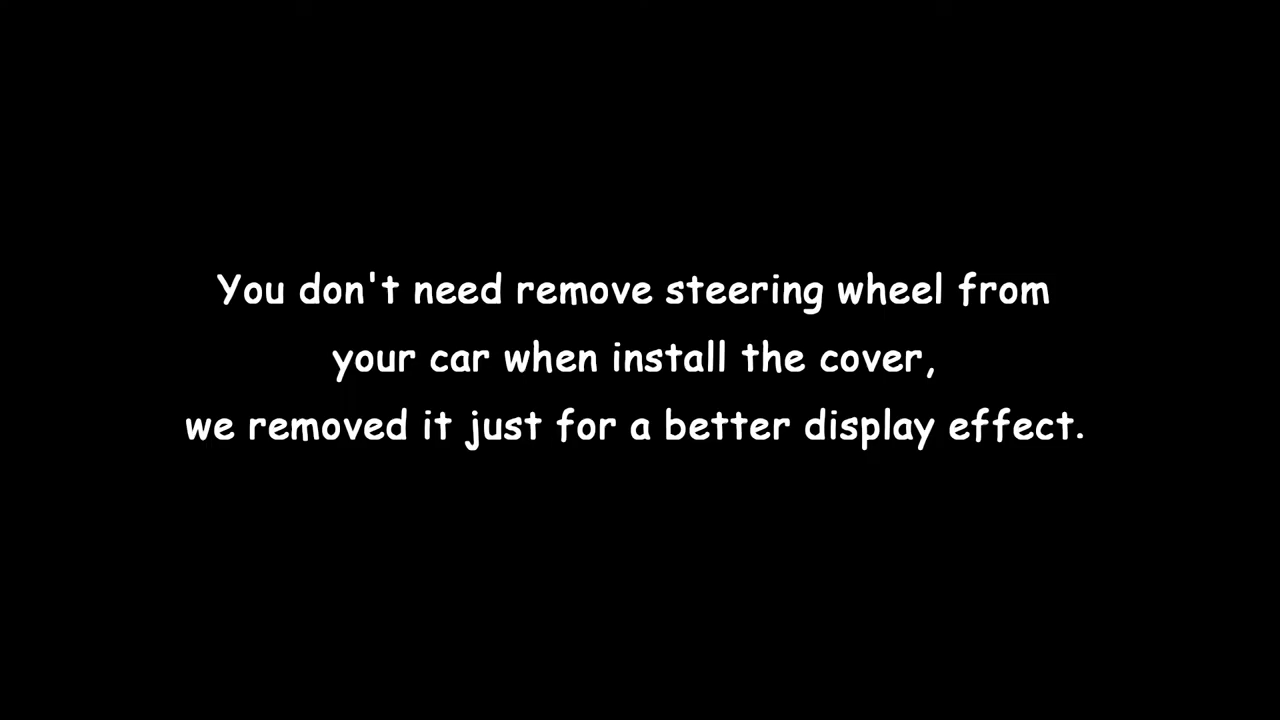 You don't need remove steering wheel from
your car when install the cover,
we removed it just for a better display effect.